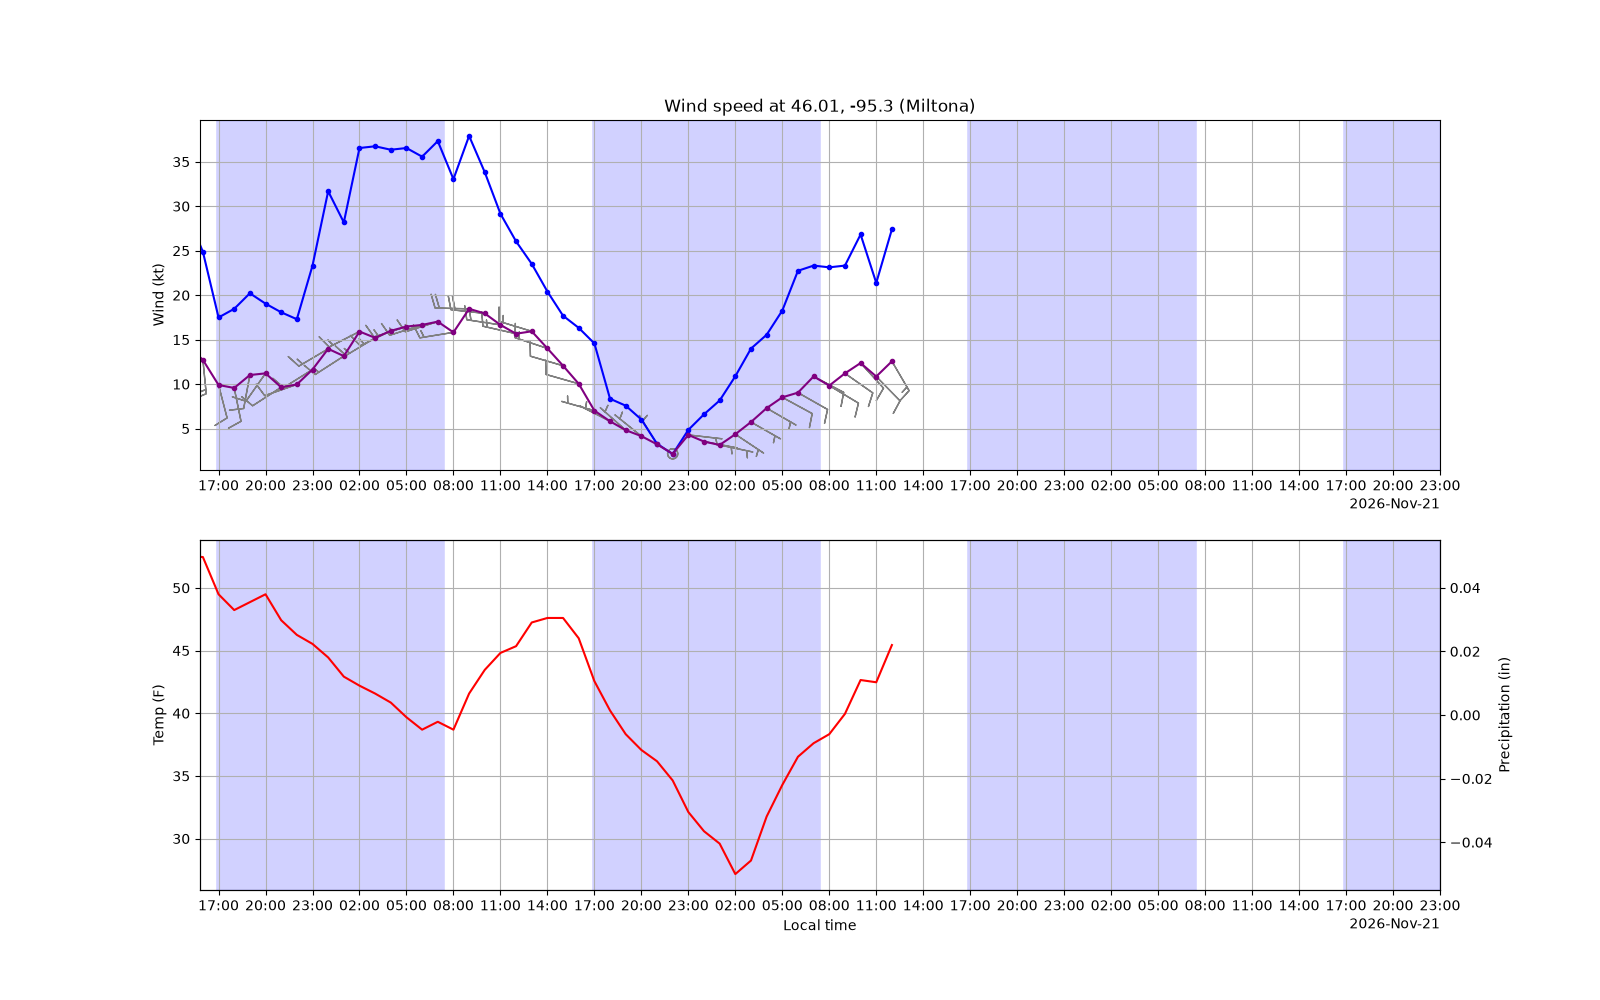 Wind speed at 46.01, -95.3 (Miltona)
Wind (kt)
35
30
25
20
15
10
5
17:00 20:00 23:00 02:00 05:00 08:00 11:00 14:00 17:00 20:00 23:00 02:00 05:00 08:00 11:00 14:00 17:00 20:00 23:00 02:00 05:00 08:00 11:00 14:00 17:00 20:00 23:00
2026-Nov-21
Temp (F)
50
45
40
35
30
0.04
0.02
0.00
−0.02
−0.04
Precipitation (in)
17:00 20:00 23:00 02:00 05:00 08:00 11:00 14:00 17:00 20:00 23:00 02:00 05:00 08:00 11:00 14:00 17:00 20:00 23:00 02:00 05:00 08:00 11:00 14:00 17:00 20:00 23:00
Local time
2026-Nov-21